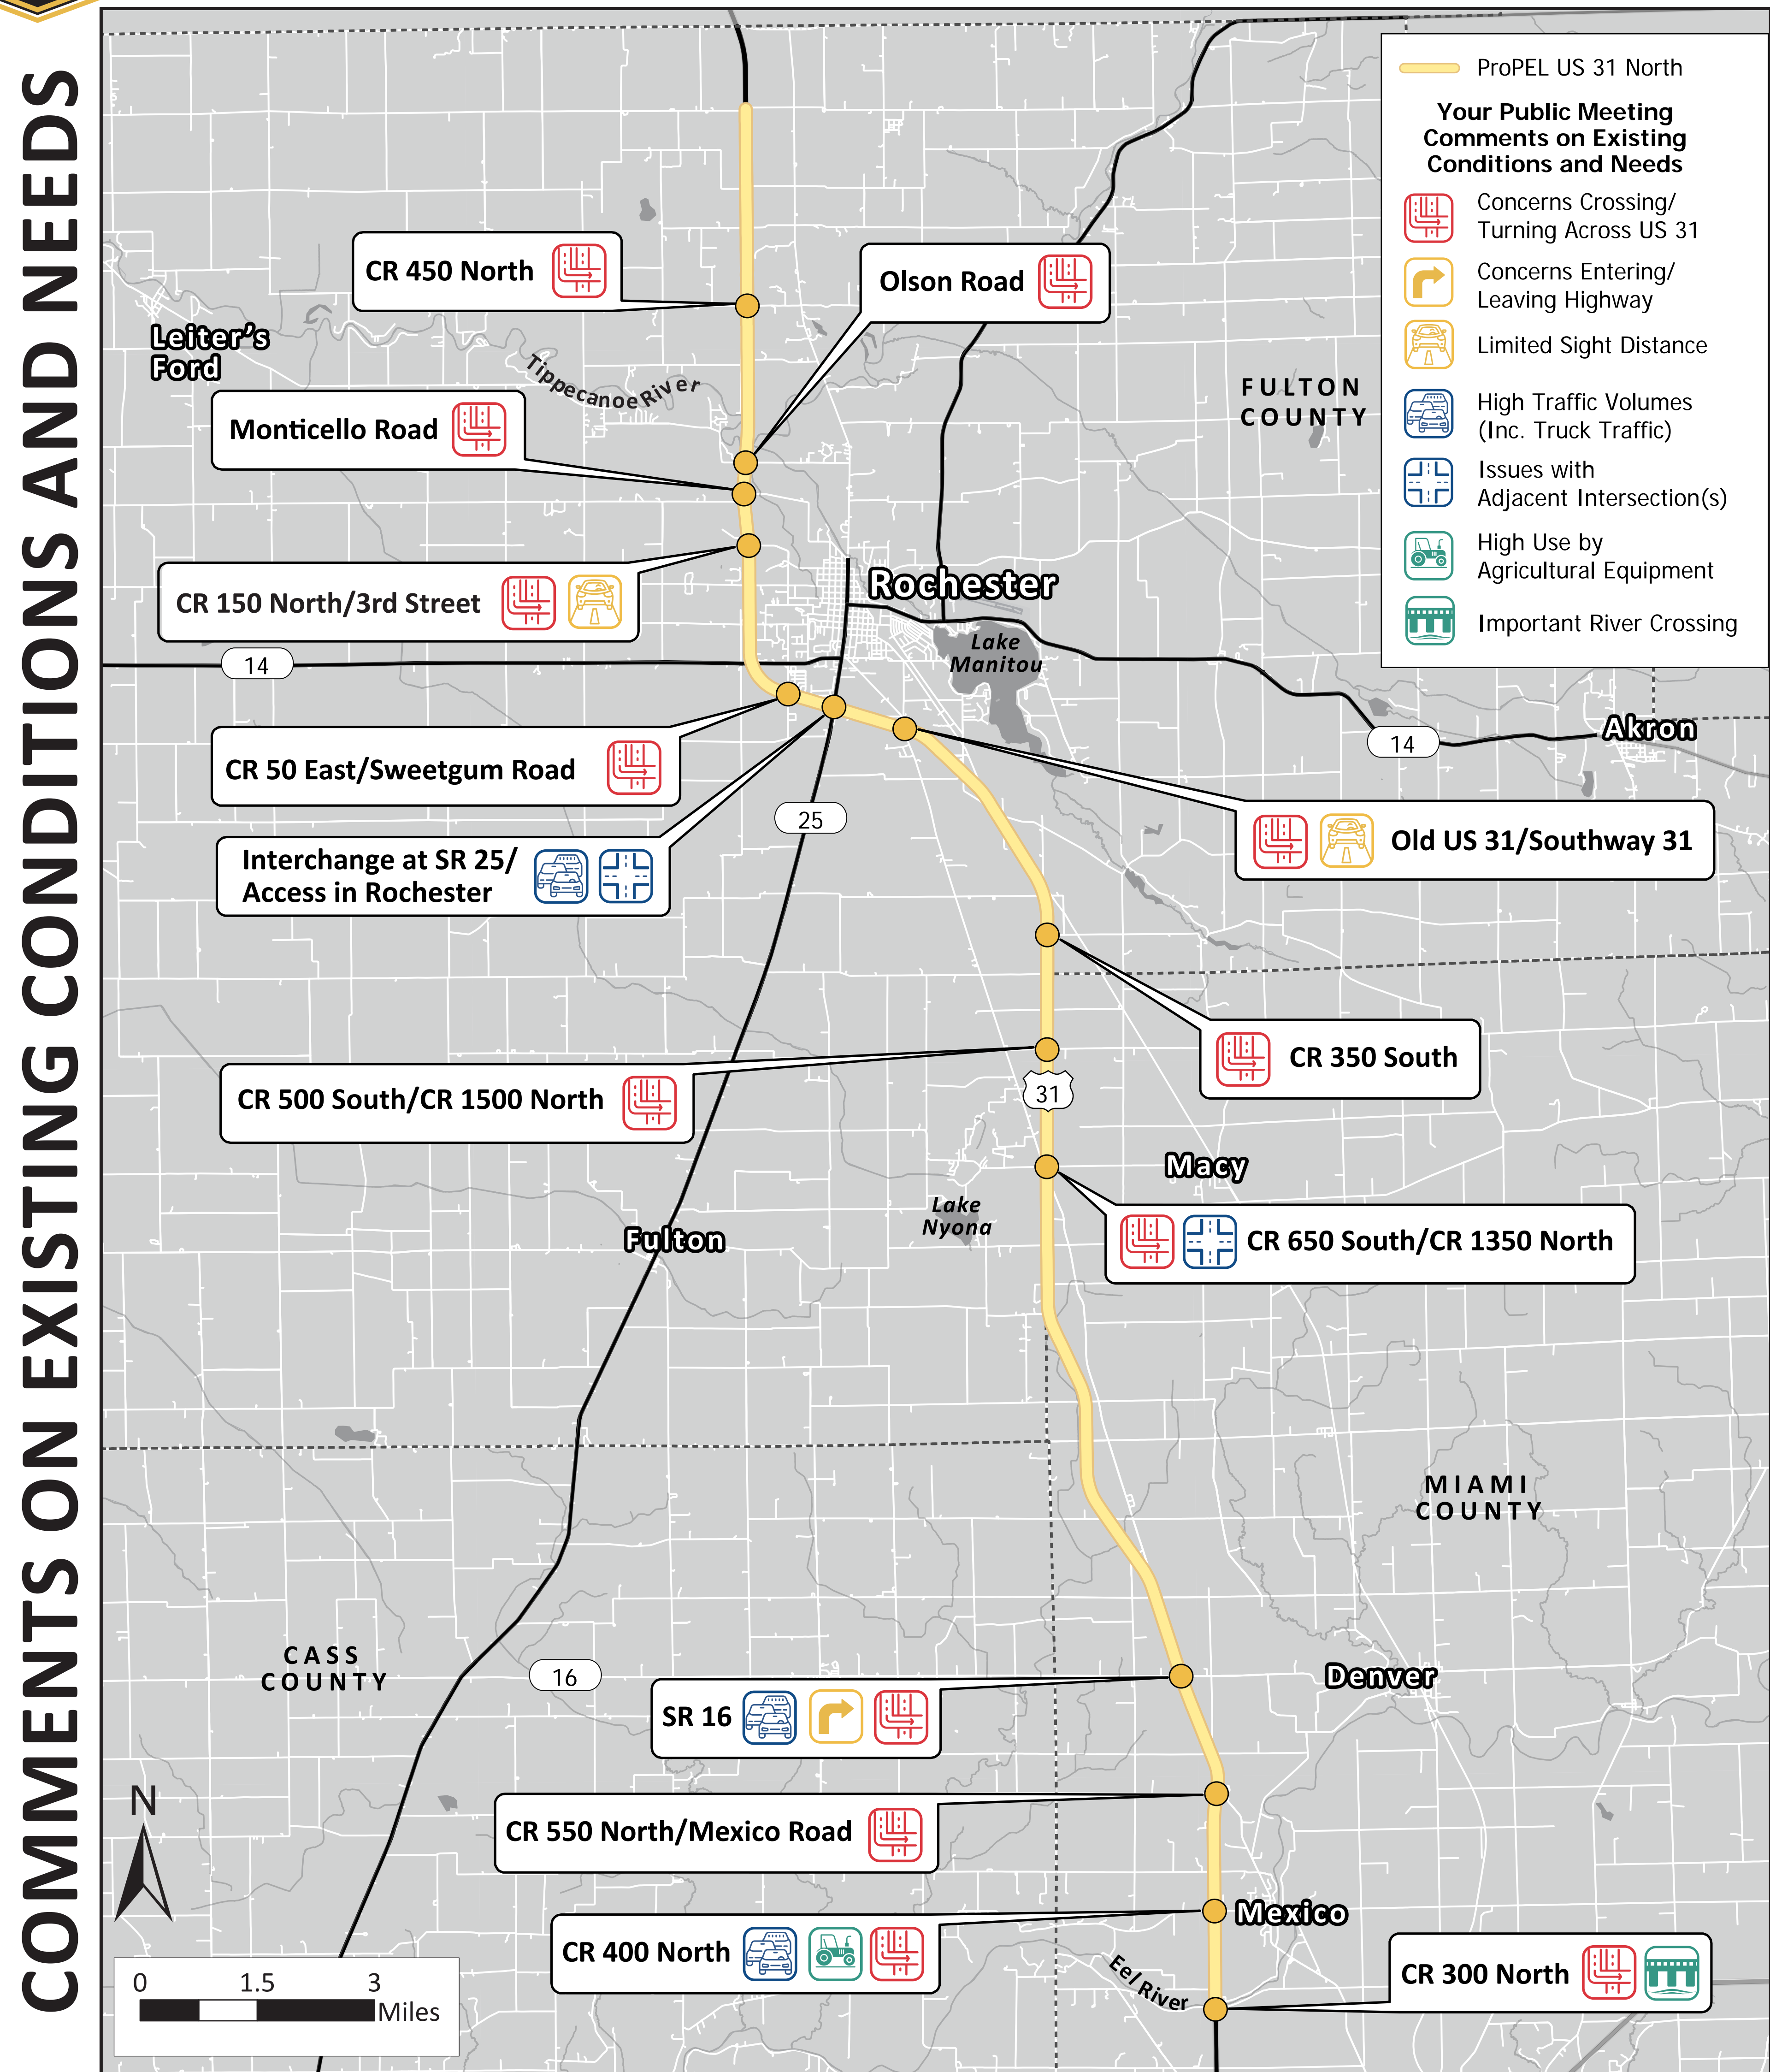 COMMENTS ON EXISTING CONDITIONS AND NEEDS
ProPEL US 31 North
Your Public Meeting
Comments on Existing
Conditions and Needs
Concerns Crossing/
Turning Across US 31
Concerns Entering/
Leaving Highway
Limited Sight Distance
High Traffic Volumes
(Inc. Truck Traffic)
Issues with
Adjacent Intersection(s)
High Use by
Agricultural Equipment
Important River Crossing
CR 450 North
Olson Road
Leiter's
Ford
Tippecanoe River
FULTON
COUNTY
Monticello Road
CR 150 North/3rd Street
Rochester
Lake
Manitou
14
Akron
14
CR 50 East/Sweetgum Road
25
Old US 31/Southway 31
Interchange at SR 25/
Access in Rochester
CR 350 South
CR 500 South/CR 1500 North
31
Macy
Lake
Nyona
Fulton
CR 650 South/CR 1350 North
MIAMI
COUNTY
CASS
COUNTY
16
Denver
SR 16
N
CR 550 North/Mexico Road
Mexico
CR 400 North
Eel River
CR 300 North
0 1.5 3
Miles